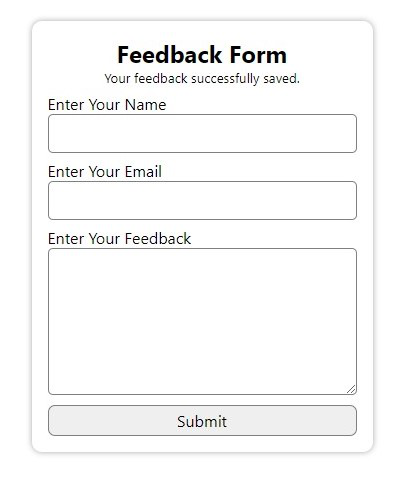 Feedback Form
Your feedback successfully saved.
Enter Your Name
Enter Your Email
Enter Your Feedback
Submit